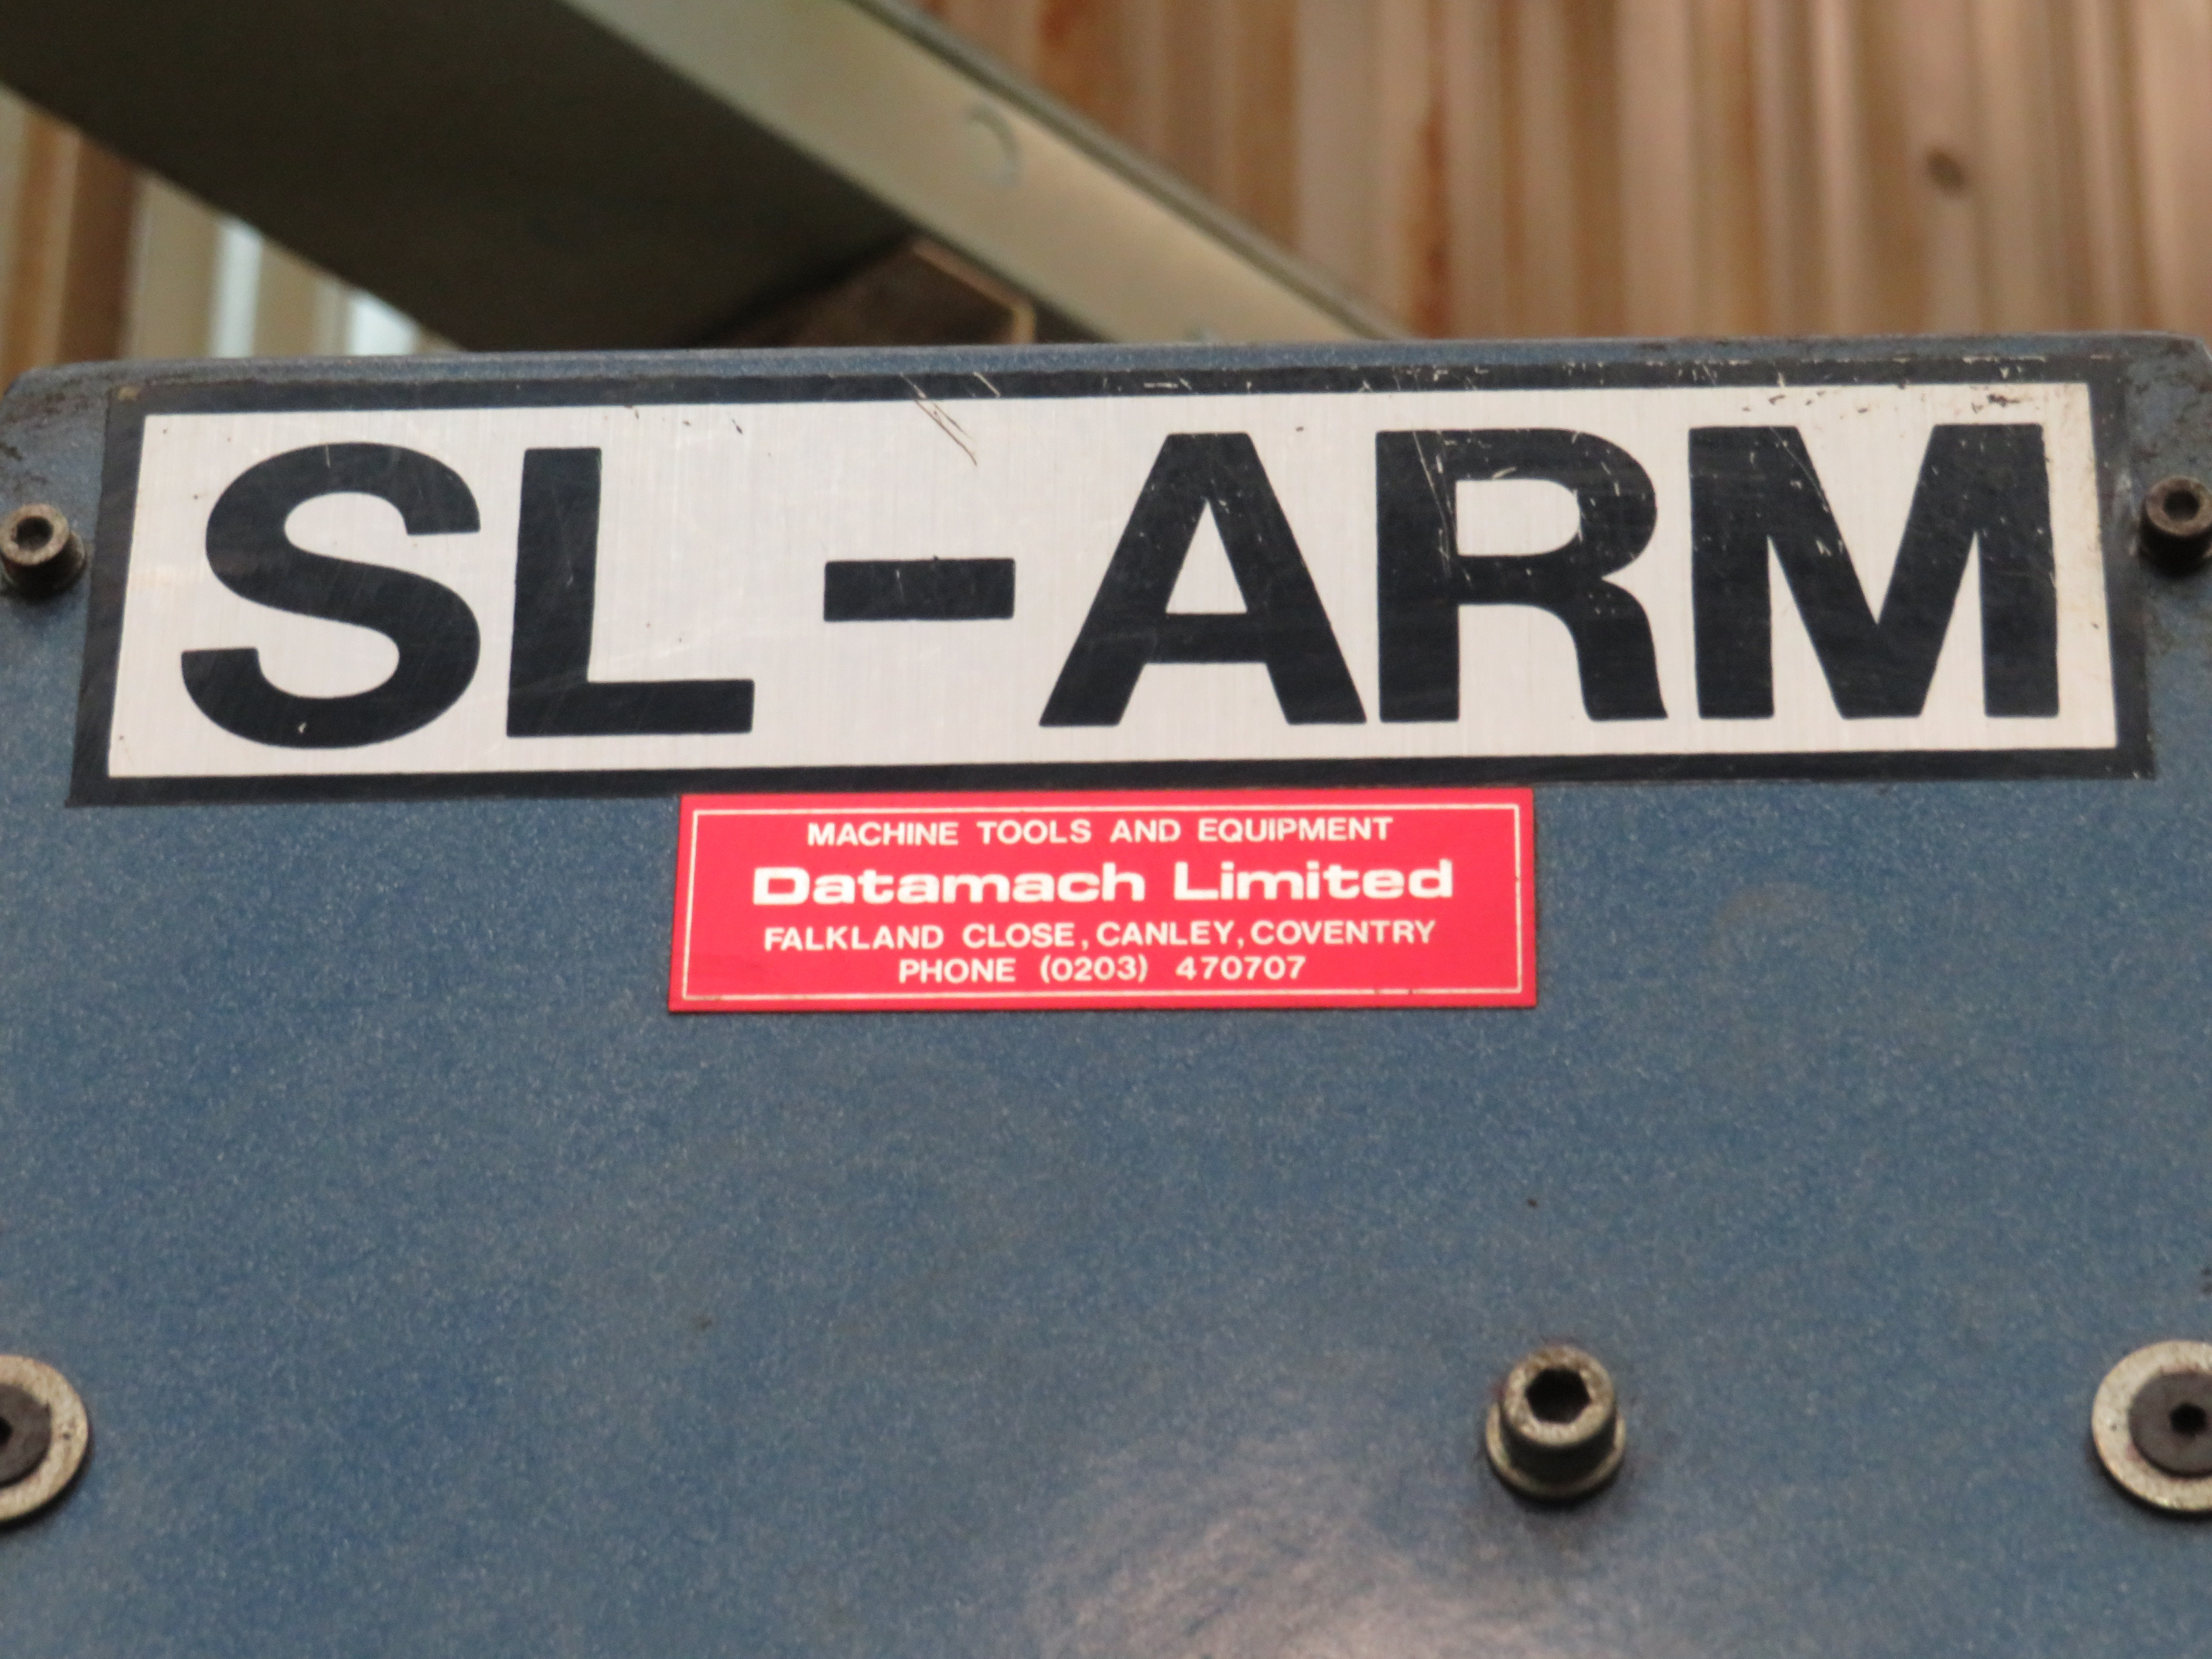 SL-ARM
MACHINE TOOLS AND EQUIPMENT
Datamach Limited
FALKLAND CLOSE, CANLEY, COVENTRY
PHONE (0203) 470707